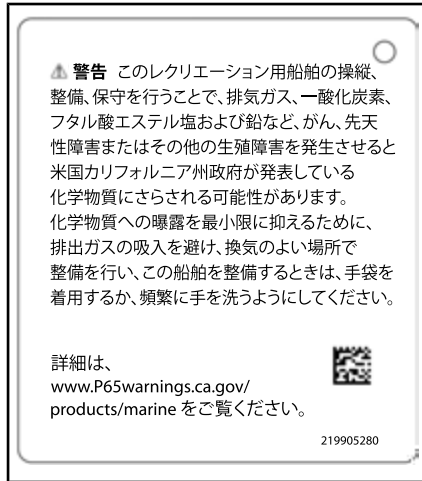 警告 このレクリエーション用船舶の操縦、
整備、保守を行うことで、排気ガス、一酸化炭素、
フタル酸エステル塩および鉛など、がん、先天
性障害またはその他の生殖障害を発生させると
米国カリフォルニア州政府が発表している
化学物質にさらされる可能性があります。
化学物質への曝露を最小限に抑えるために、
排出ガスの吸入を避け、換気のよい場所で
整備を行い、この船舶を整備するときは、手袋を
着用するか、頻繁に手を洗うようにしてください。
詳細は、
www.P65warnings.ca.gov/
products/marine をご覧ください。
219905280